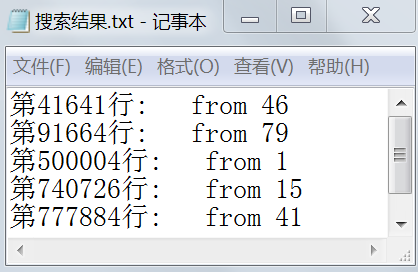 搜索结果.txt - 记事本
文件(F) 编辑(E) 格式(O) 查看(V) 帮助(H)
第41641行:   from 46
第91664行:   from 79
第500004行:   from 1
第740726行:   from 15
第777884行:   from 41